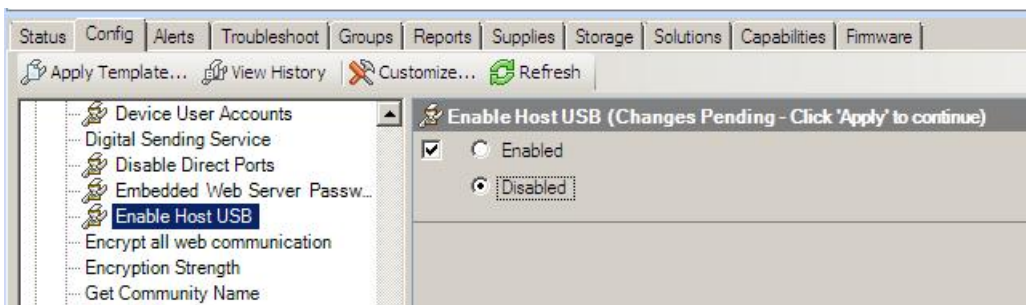 Status Config Alerts Troubleshoot Groups Reports Supplies Storage Solutions Capabilities Firmware
Apply Template... View History Customize... Refresh
Device User Accounts
Digital Sending Service
Disable Direct Ports
Embedded Web Server Passw...
Enable Host USB
Encrypt all web communication
Encryption Strength
Get Community Name
Enable Host USB (Changes Pending - Click 'Apply' to continue)
Enabled
Disabled